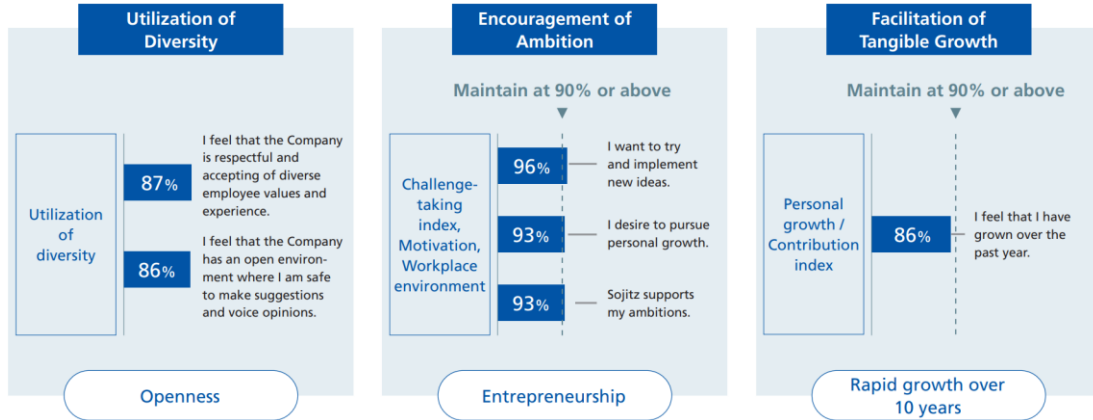 Utilization of
Diversity
Utilization
of
diversity
87%
I feel that the Company
is respectful and
accepting of diverse
employee values and
experience.
86%
I feel that the Company
has an open environ-
ment where I am safe
to make suggestions
and voice opinions.
Openness
Encouragement of
Ambition
Maintain at 90% or above
Challenge-
taking
index,
Motivation,
Workplace
environment
96%
I want to try
and implement
new ideas.
93%
I desire to pursue
personal growth.
93%
Sojitz supports
my ambitions.
Entrepreneurship
Facilitation of
Tangible Growth
Maintain at 90% or above
Personal
growth /
Contribution
index
86%
I feel that I have
grown over the
past year.
Rapid growth over
10 years